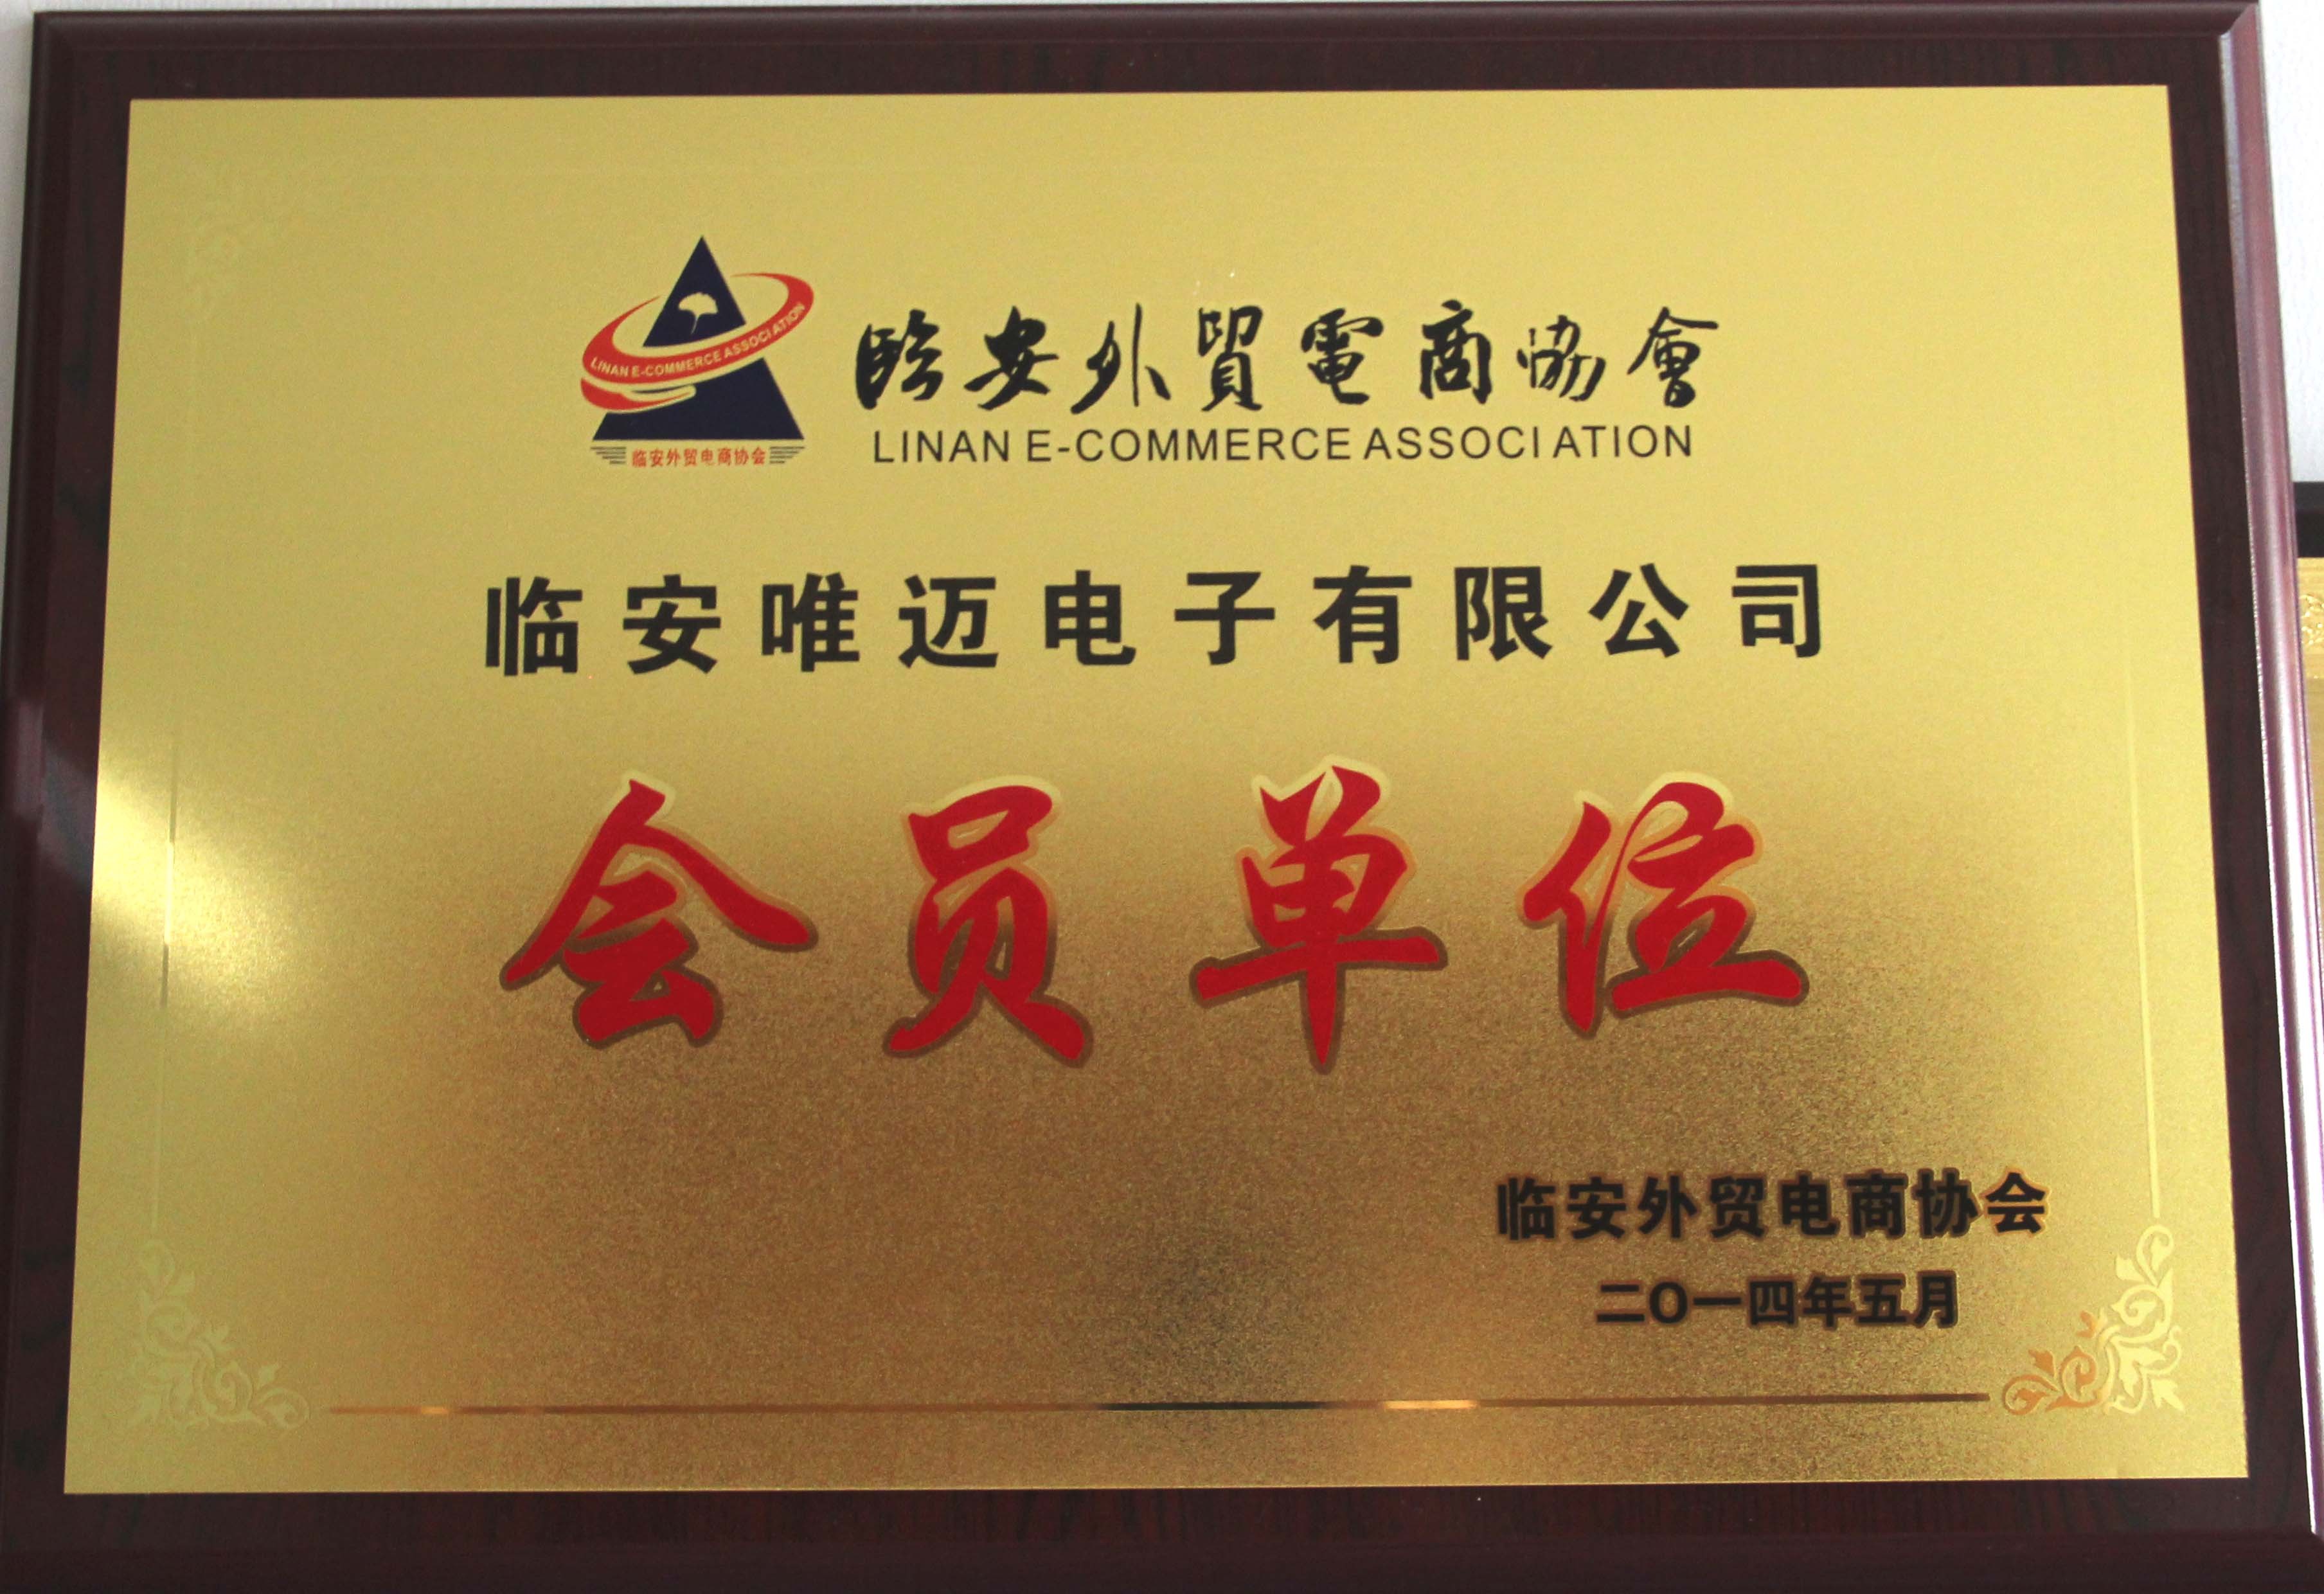 LINAN E-COMMERCE ASSOCIATION
临安外贸电商协会
臨安外貿電商協會
LINAN E-COMMERCE ASSOCIATION
临安唯迈电子有限公司
会员单位
临安外贸电商协会
二〇一四年五月